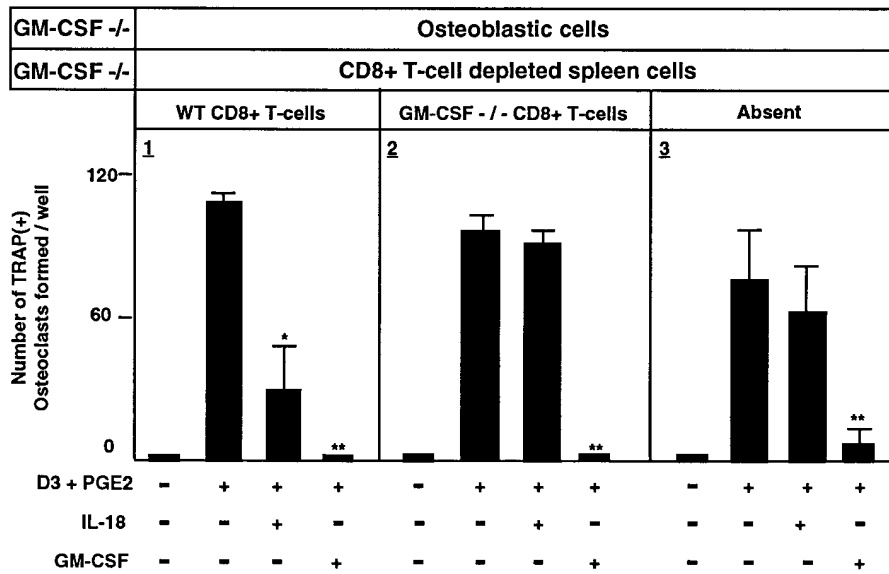 GM-CSF -/- Osteoblastic cells
GM-CSF -/- CD8+ T-cell depleted spleen cells
WT CD8+ T-cells GM-CSF - / - CD8+ T-cells Absent
1 2 3
Number of TRAP(+)
Osteoclasts formed / well
120
60
0
* ** ** **
D3 + PGE2 - + + + - + + + - + + +
IL-18 - - + - - - + - - - + -
GM-CSF - - - + - - - + - - - +